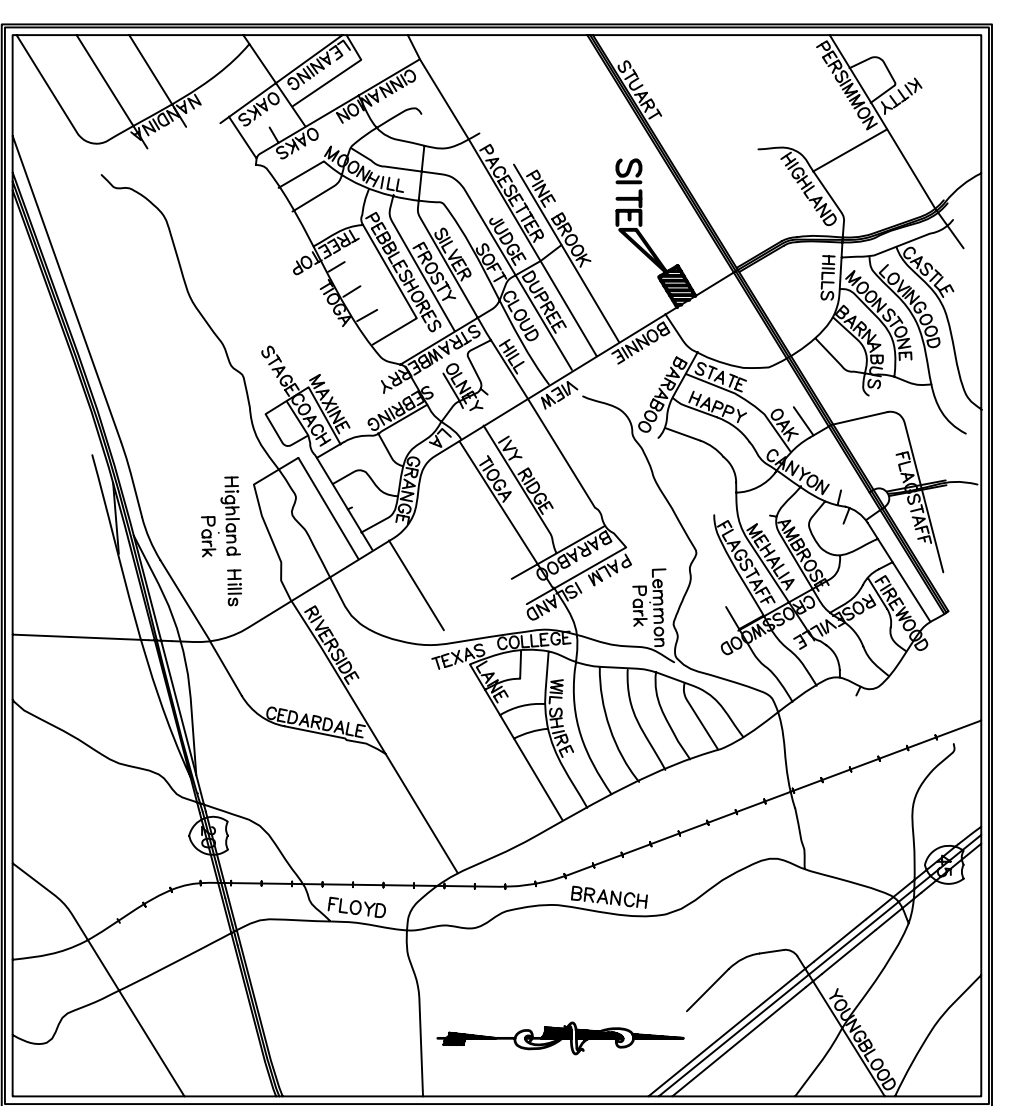 LEANING
OAKS
CINNAMON
OAKS
NANDINA
STUART
PERSIMMON
KITTY
SITE
HIGHLAND
HILLS
CASTLE
LOVINGOOD
MOONSTONE
BARNABUS
MOONHILL
PACESETTER
PINE BROOK
JUDGE DUPREE
SOFT CLOUD
SILVER
FROSTY
PEBBLESHORES
TREETOP
TIOGA
HILL
STRAWBERRY
BONNIE
VIEW
STATE
OAK
BARABOO
HAPPY
CANYON
FLAGSTAFF
OLNEY
SEBRING
MAXINE
STAGECOACH
LA
GRANGE
IVY RIDGE
TIOGA
BARABOO
PALM ISLAND
AMBROSE
MEHALIA
FLAGSTAFF
CROSSWOOD
ROSEVILLE
FIREWOOD
Highland Hills
Park
Lemmon
Park
RIVERSIDE
TEXAS COLLEGE
LANE
WILSHIRE
CEDARDALE
20
45
FLOYD
BRANCH
YOUNGBLOOD